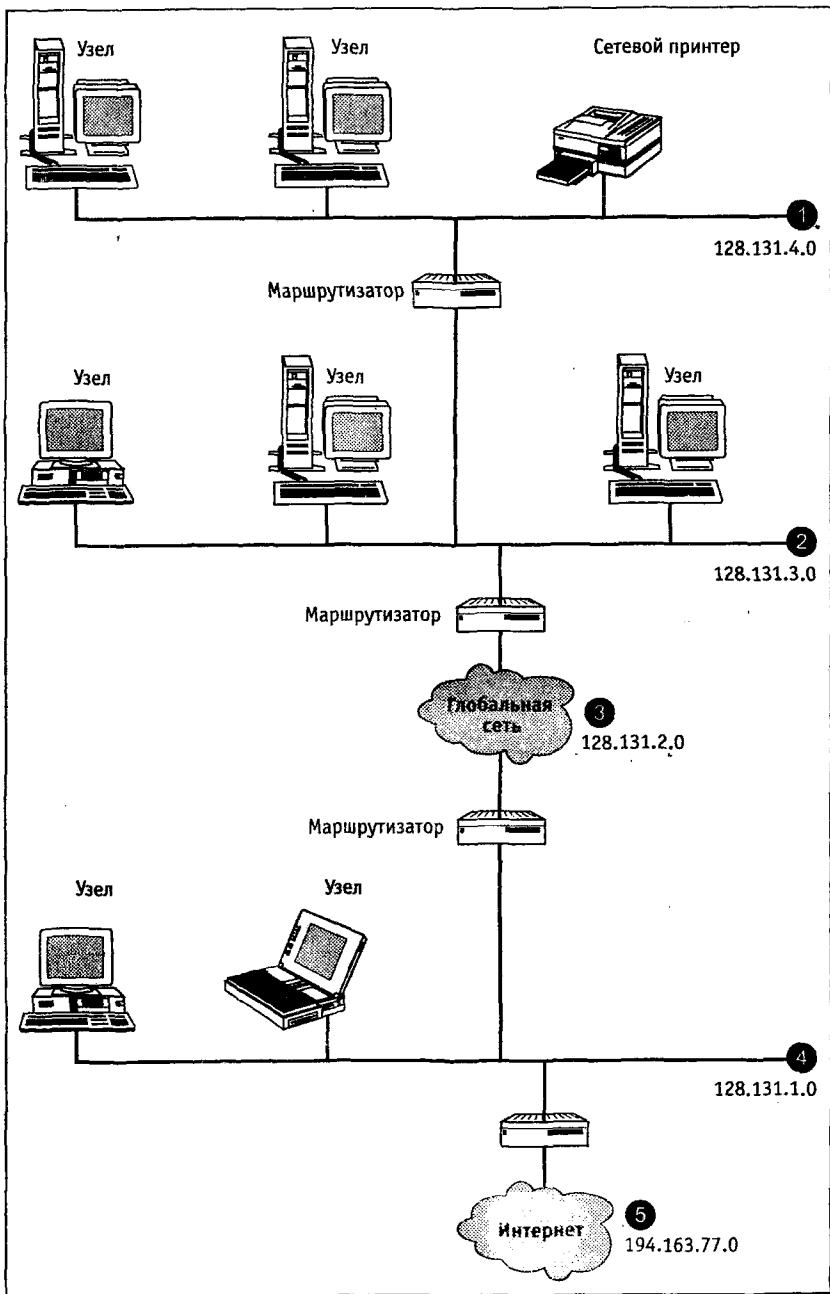 Узел
Узел
Сетевой принтер
1
128.131.4.0
Маршрутизатор
Узел
Узел
Узел
2
128.131.3.0
Маршрутизатор
Глобальная
сеть
3
128.131.2.0
Маршрутизатор
Узел
Узел
4
128.131.1.0
Интернет
5
194.163.77.0